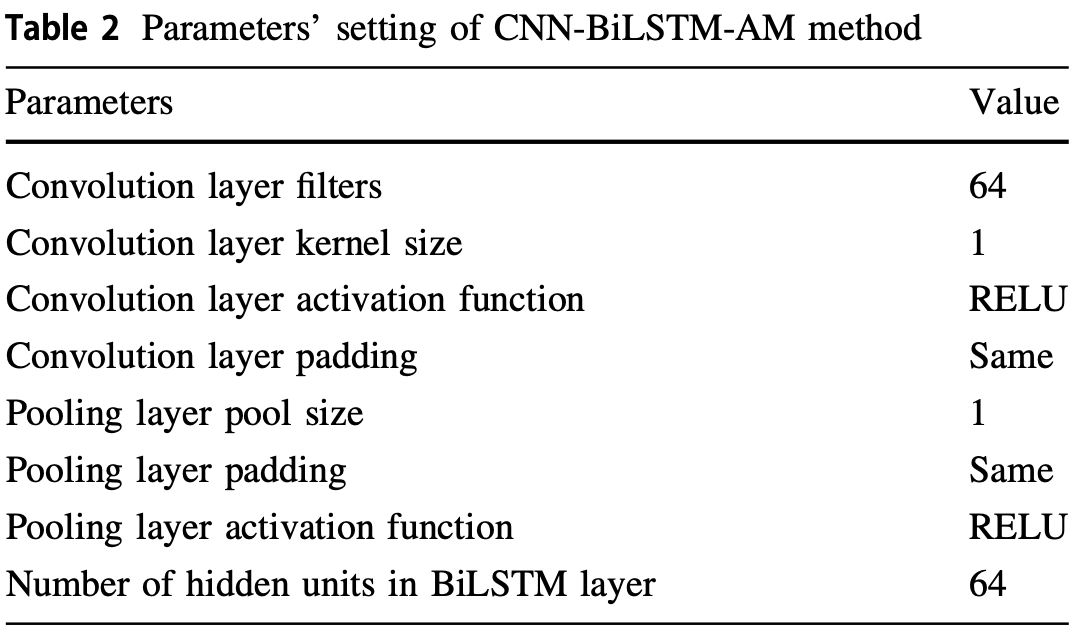 Table 2 Parameters' setting of CNN-BiLSTM-AM method
Parameters Value
Convolution layer filters 64
Convolution layer kernel size 1
Convolution layer activation function RELU
Convolution layer padding Same
Pooling layer pool size 1
Pooling layer padding Same
Pooling layer activation function RELU
Number of hidden units in BiLSTM layer 64